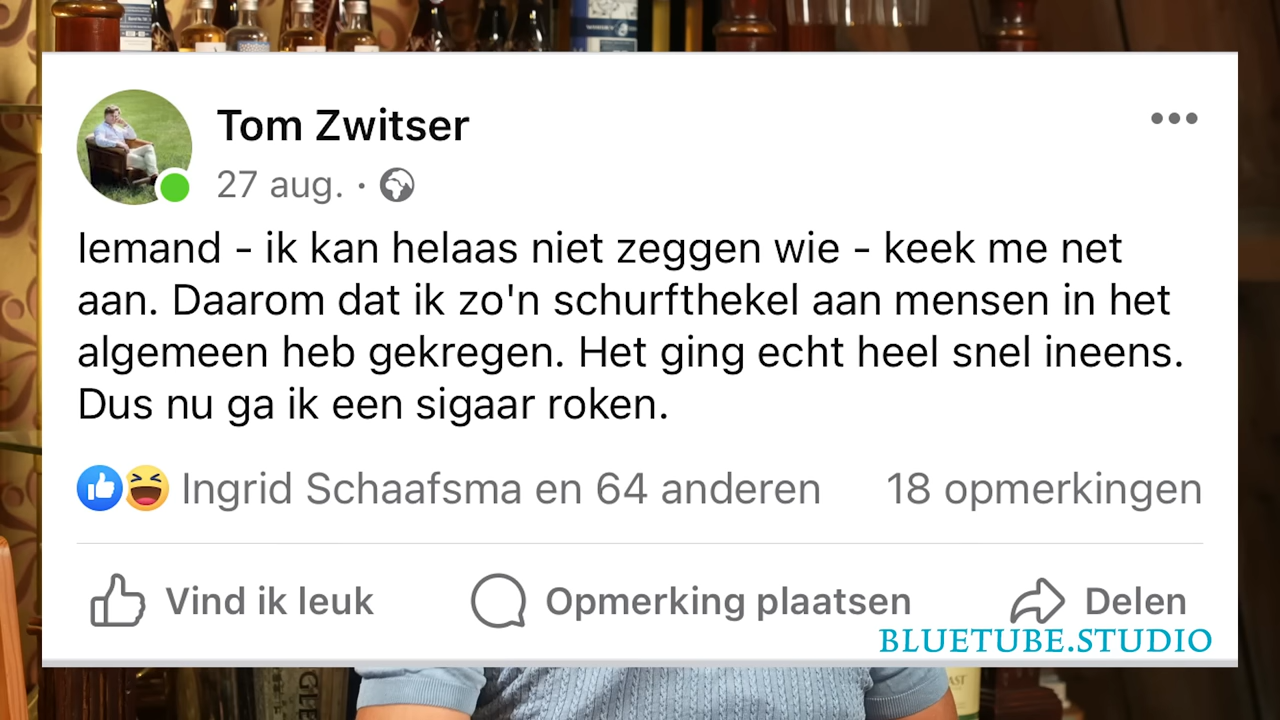 Tom Zwitser
27 aug. ·
Iemand - ik kan helaas niet zeggen wie - keek me net
aan. Daarom dat ik zo'n schurfthekel aan mensen in het
algemeen heb gekregen. Het ging echt heel snel ineens.
Dus nu ga ik een sigaar roken.
Ingrid Schaafsma en 64 anderen 18 opmerkingen
Vind ik leuk Opmerking plaatsen Delen
BLUETUBE.STUDIO